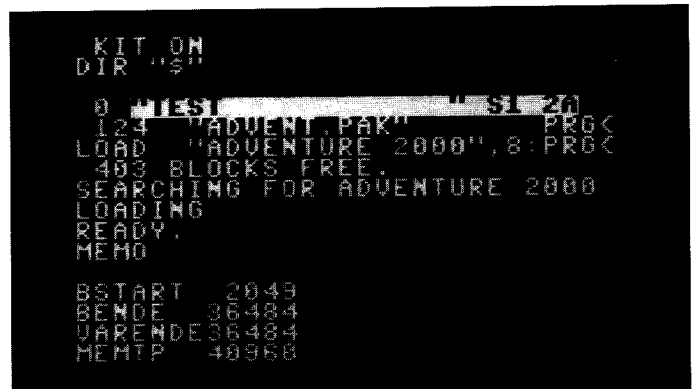 KIT ON
DIR "$"
0 "TEST " SI 2A
124 "ADVENT.PAK" PRG<
LOAD "ADVENTURE 2000",8:PRG<
403 BLOCKS FREE.
SEARCHING FOR ADVENTURE 2000
LOADING
READY.
MEMO
BSTART 2049
BENDE 36484
VARENDE36484
MEMTP 40960